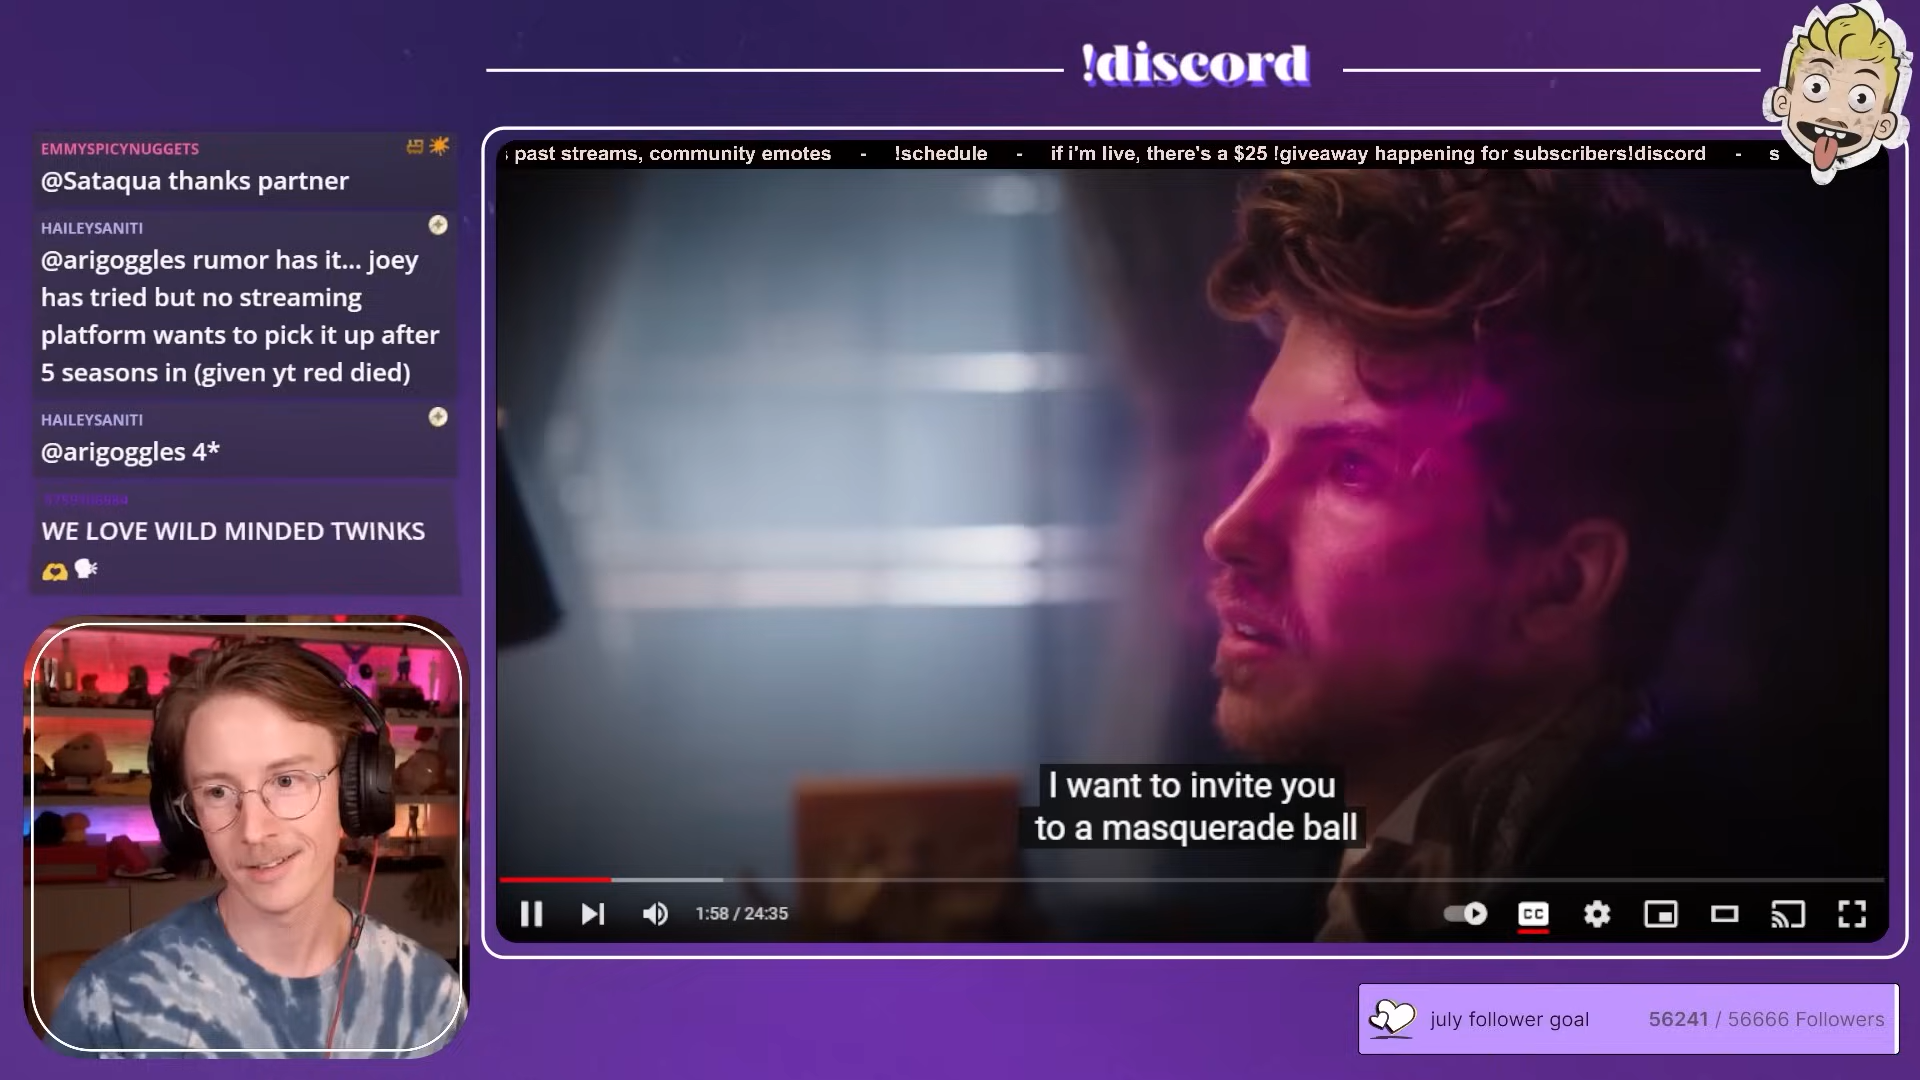 !discord
past streams, community emotes - !schedule - if i'm live, there's a $25 !giveaway happening for subscribers!discord - s
EMMYSPICYNUGGETS
@Sataqua thanks partner
HAILEYSANITI
@arigoggles rumor has it... joey
has tried but no streaming
platform wants to pick it up after
5 seasons in (given yt red died)
HAILEYSANITI
@arigoggles 4*
WE LOVE WILD MINDED TWINKS
I want to invite you
to a masquerade ball
1:58 / 24:35
CC
july follower goal 56241 / 56666 Followers